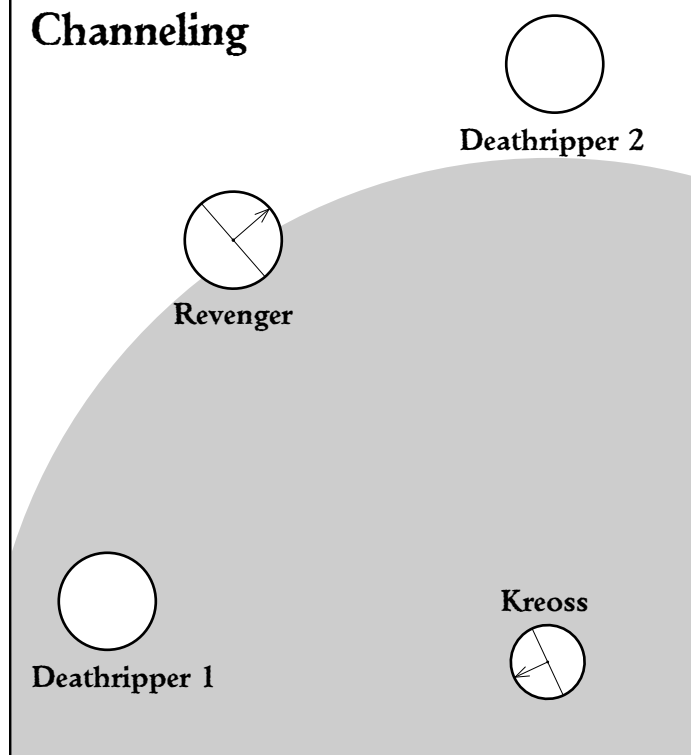 Channeling
Deathripper 2
Revenger
Kreoss
Deathripper 1